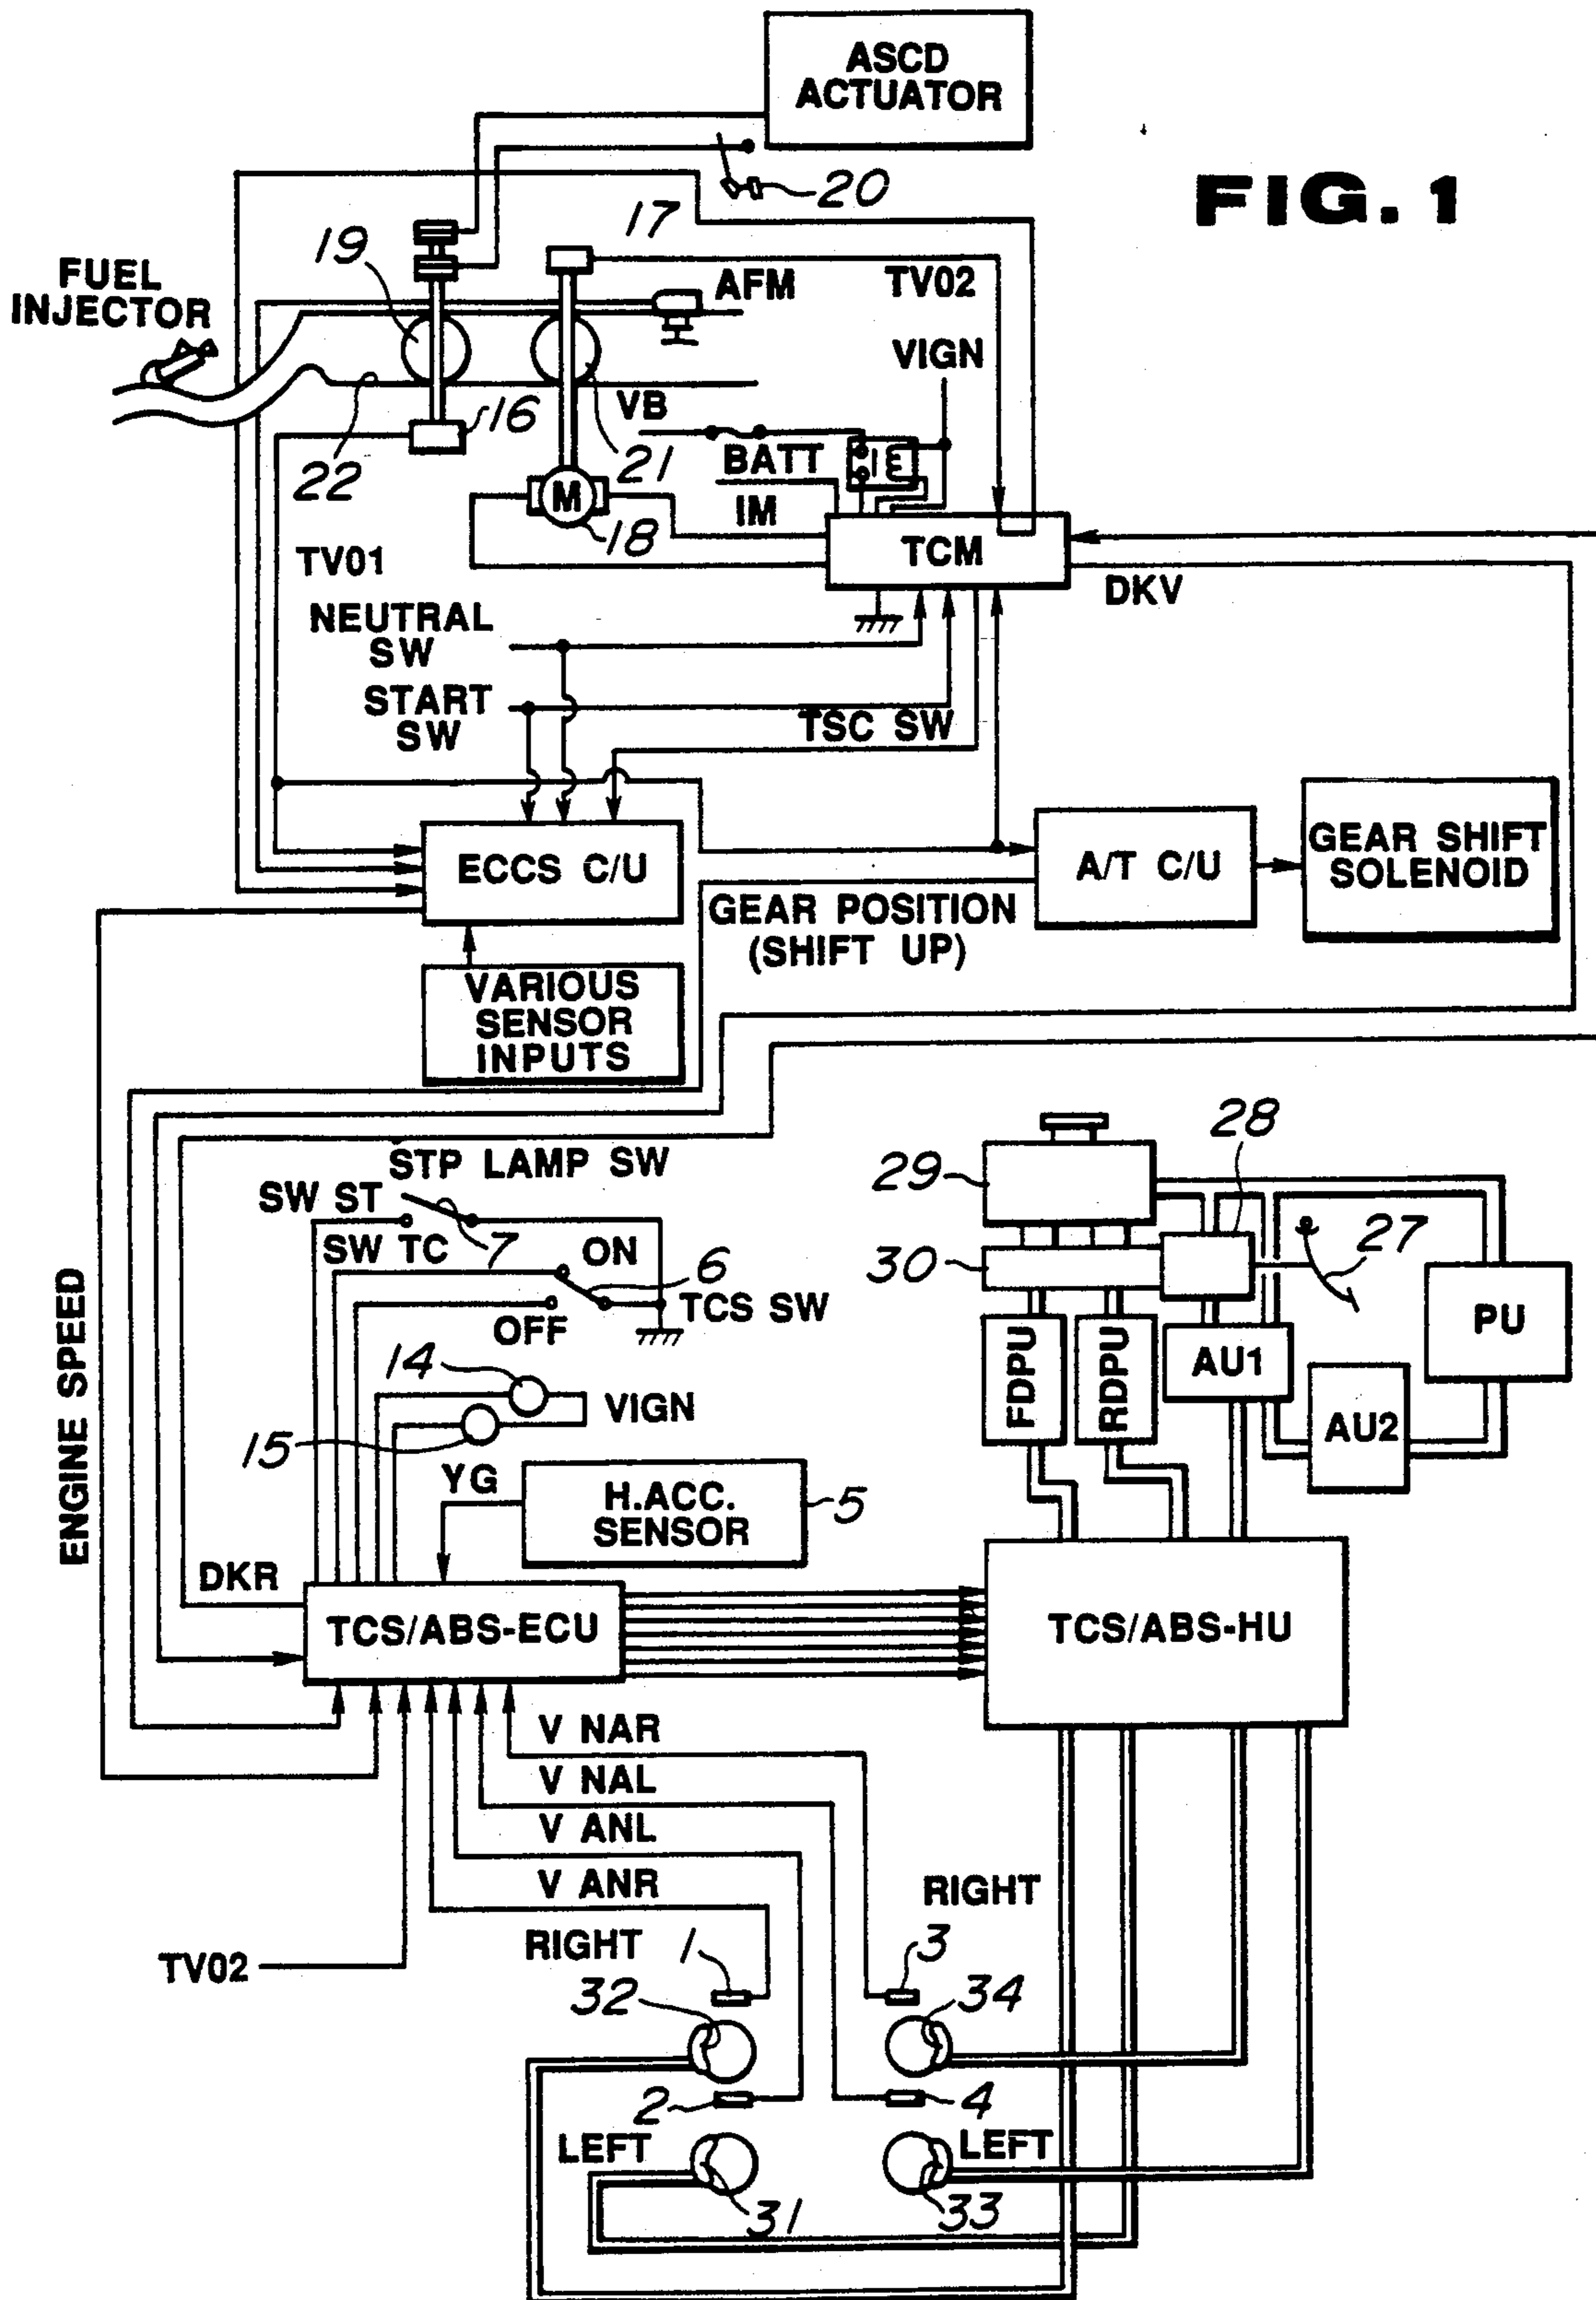 ASCD
ACTUATOR
FIG. 1
20
17
19
FUEL
INJECTOR
AFM
TV02
VIGN
16
VB
22
21
BATT
M
IM
18
TCM
TV01
DKV
NEUTRAL
SW
START
SW
TSC SW
ECCS C/U
A/T C/U
GEAR SHIFT
SOLENOID
GEAR POSITION
(SHIFT UP)
VARIOUS
SENSOR
INPUTS
28
STP LAMP SW
29
SW ST
27
SW TC
7
ON
30
6
TCS SW
OFF
PU
FDPU
RDPU
AU1
14
VIGN
AU2
15
ENGINE SPEED
YG
H.ACC.
SENSOR
5
DKR
TCS/ABS-ECU
TCS/ABS-HU
V NAR
V NAL
V ANL
V ANR
RIGHT
RIGHT
1
3
TV02
32
34
2
4
LEFT
LEFT
31
33